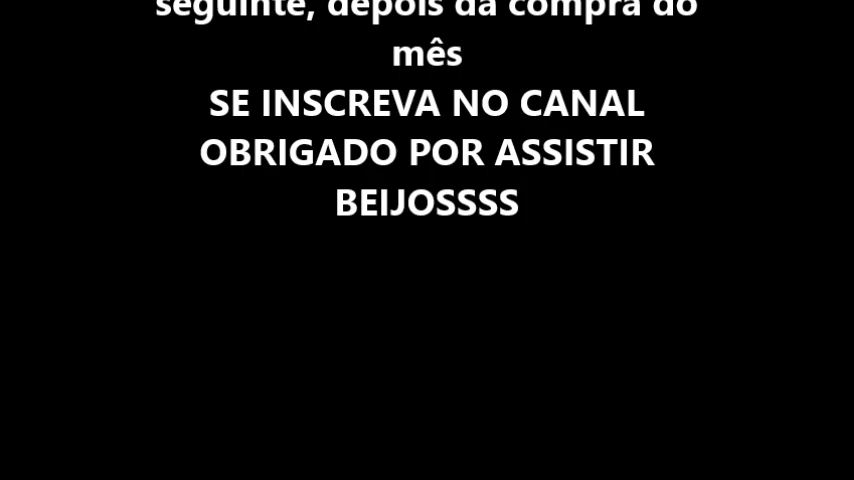 seguinte, depois da compra do
mês
SE INSCREVA NO CANAL
OBRIGADO POR ASSISTIR
BEIJOSSSS